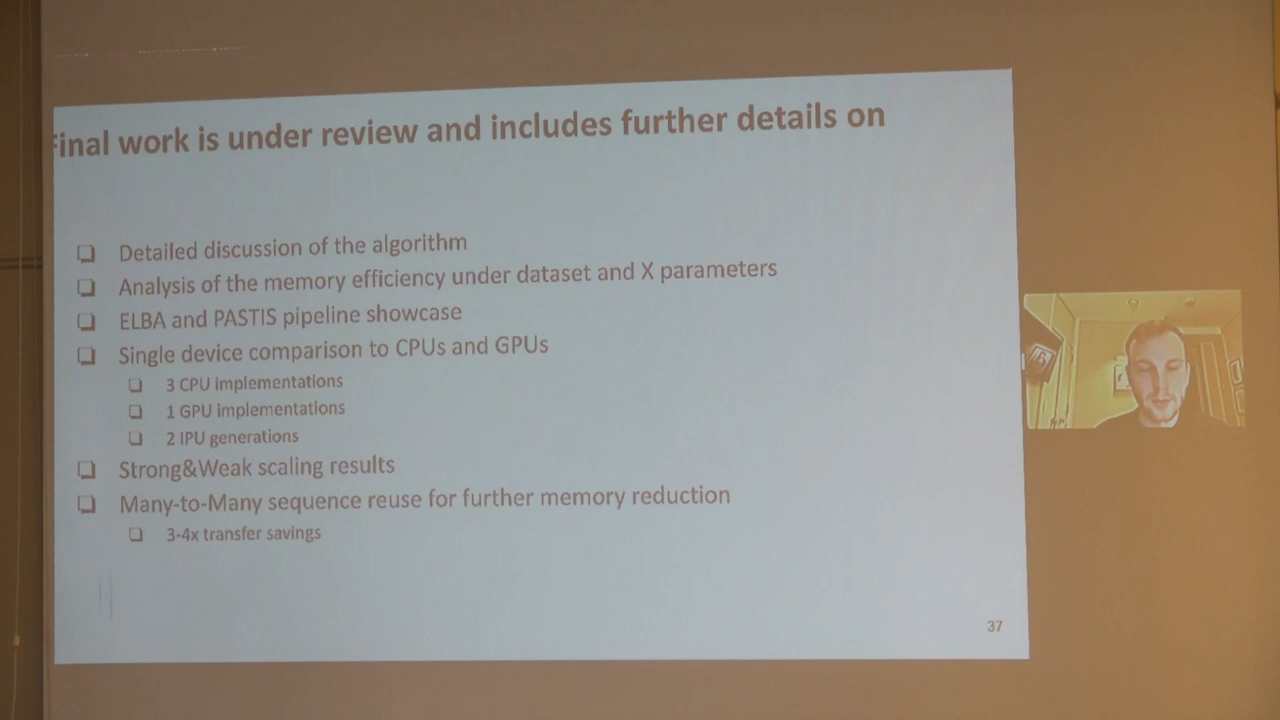 Final work is under review and includes further details on
❑ Detailed discussion of the algorithm
❑ Analysis of the memory efficiency under dataset and X parameters
❑ ELBA and PASTIS pipeline showcase
❑ Single device comparison to CPUs and GPUs
❑ 3 CPU implementations
❑ 1 GPU implementations
❑ 2 IPU generations
❑ Strong&Weak scaling results
❑ Many-to-Many sequence reuse for further memory reduction
❑ 3-4x transfer savings
37